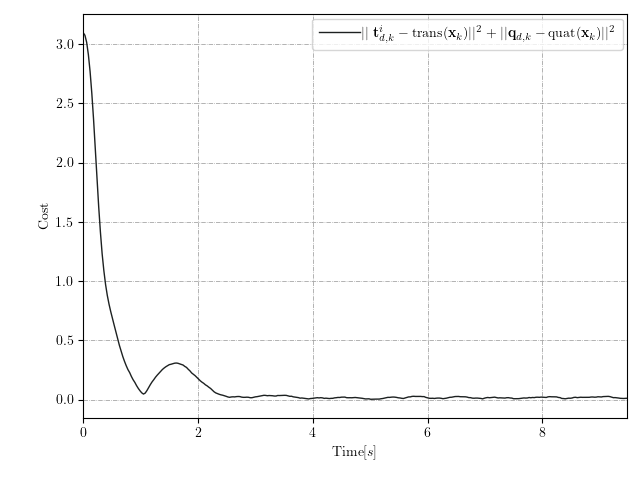 || t^i_{d,k} − trans(x_k)||^2 + ||q_{d,k} − quat(x_k)||^2
3.0
2.5
2.0
1.5
1.0
0.5
0.0
Cost
0 2 4 6 8
Time[s]